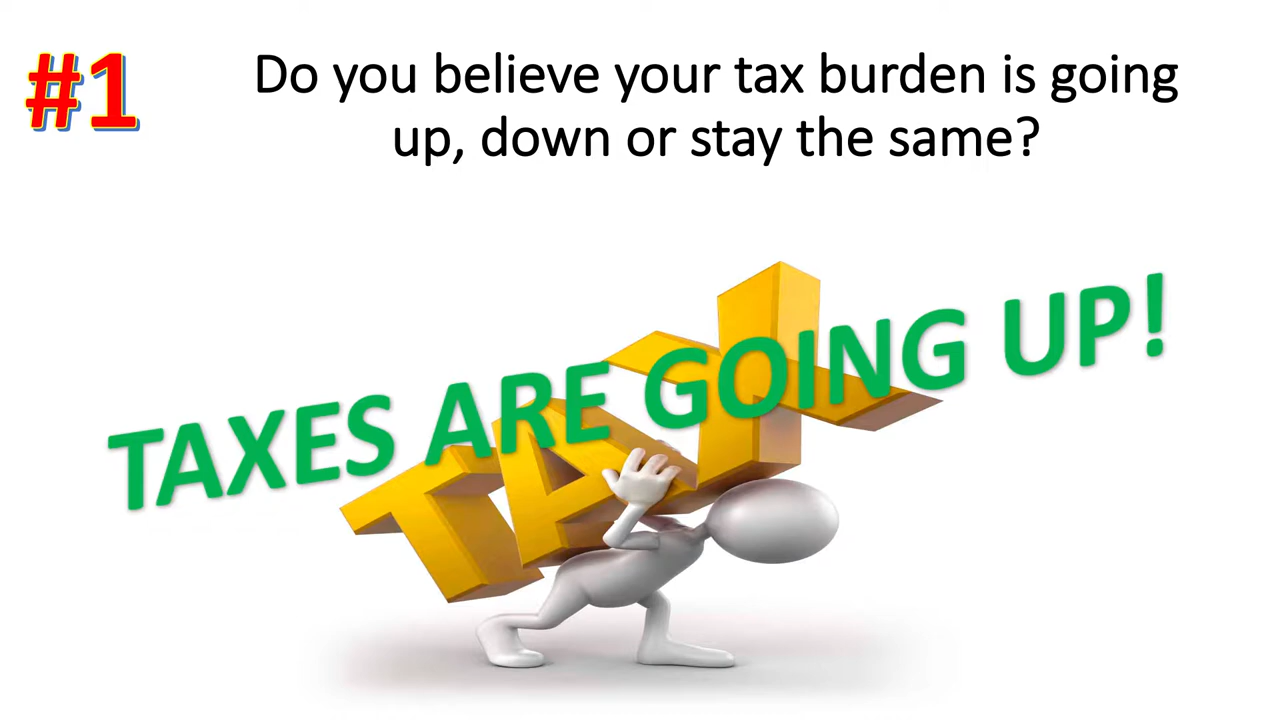 #1
Do you believe your tax burden is going
up, down or stay the same?
TAXES ARE GOING UP!
TAX